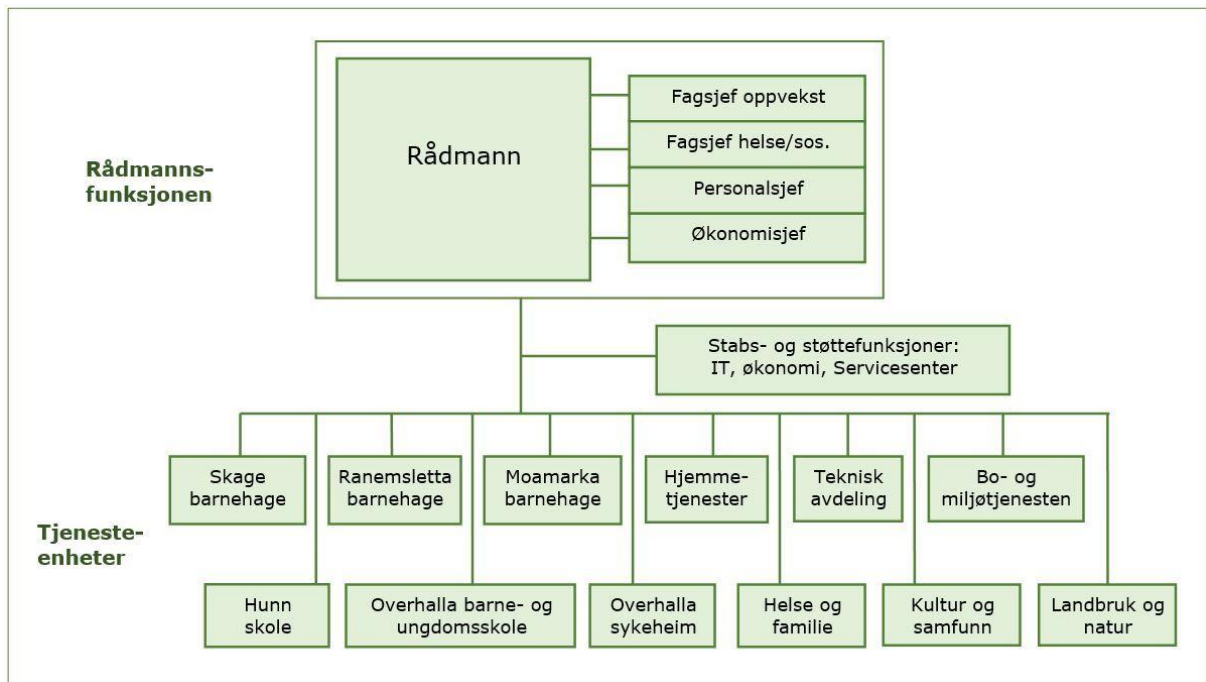 Rådmanns-
funksjonen
Rådmann
Fagsjef oppvekst
Fagsjef helse/sos.
Personalsjef
Økonomisjef
Stabs- og støttefunksjoner:
IT, økonomi, Servicesenter
Tjeneste-
enheter
Skage
barnehage
Ranemsletta
barnehage
Moamarka
barnehage
Hjemme-
tjenester
Teknisk
avdeling
Bo- og
miljøtjenesten
Hunn
skole
Overhalla barne- og
ungdomsskole
Overhalla
sykeheim
Helse og
familie
Kultur og
samfunn
Landbruk og
natur